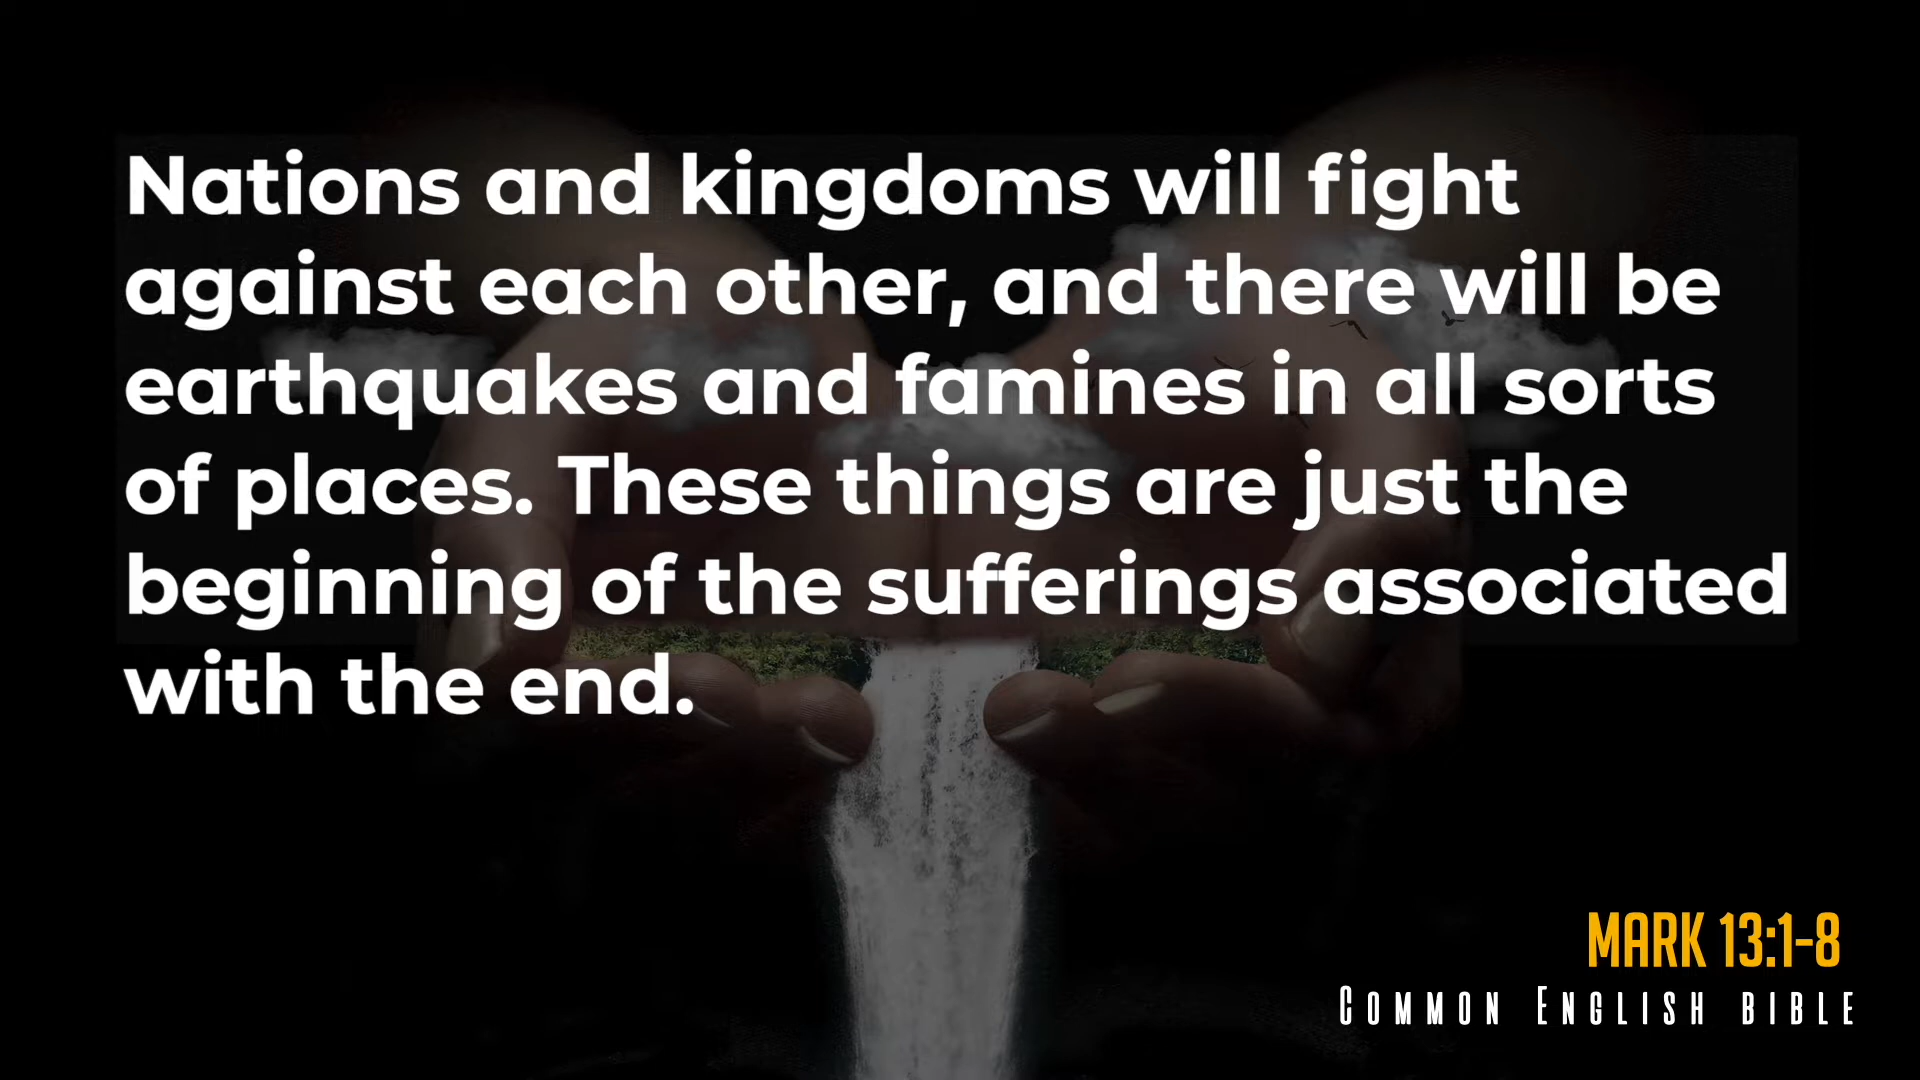 Nations and kingdoms will fight
against each other, and there will be
earthquakes and famines in all sorts
of places. These things are just the
beginning of the sufferings associated
with the end.
MARK 13:1-8
COMMON ENGLISH BIBLE